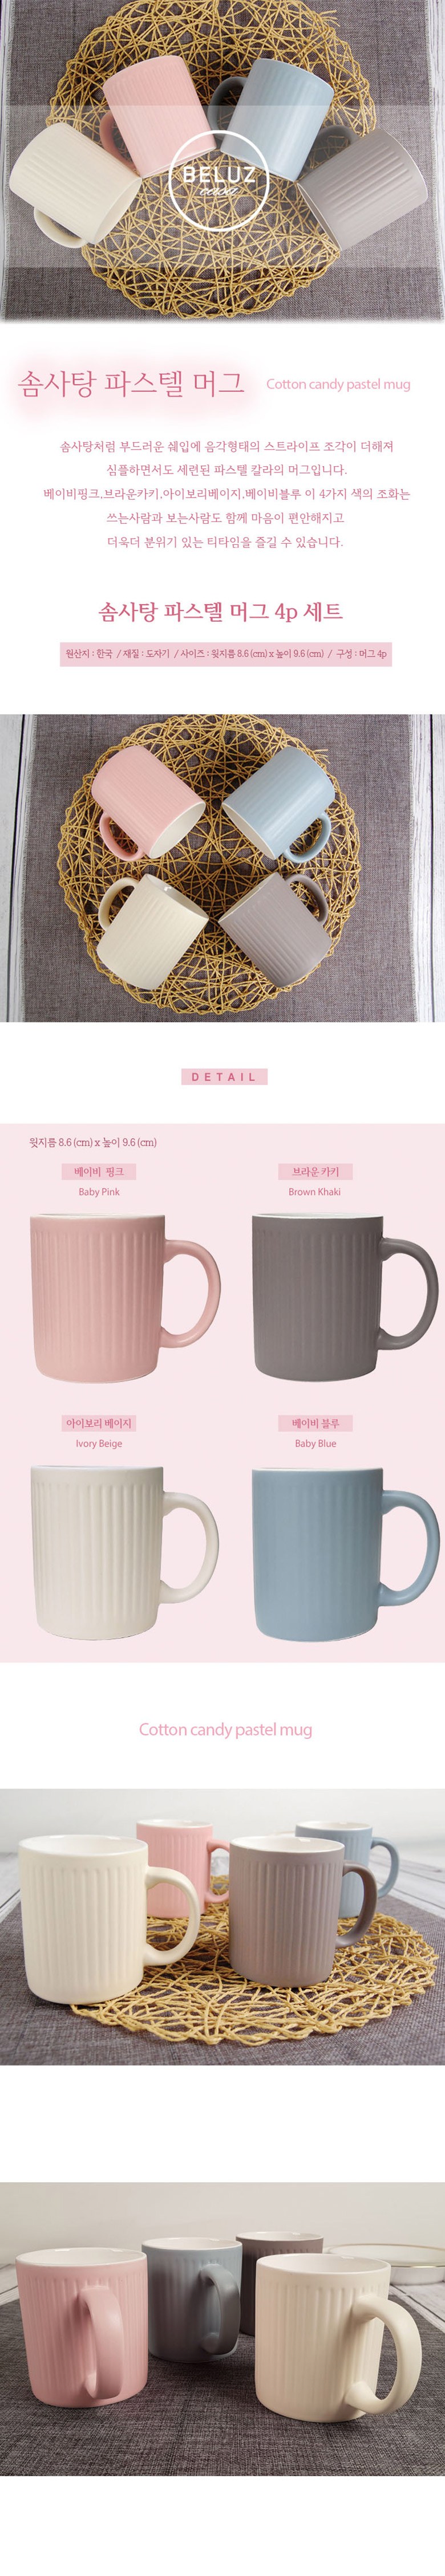 BELUZ
casa
솜사탕 파스텔 머그 Cotton candy pastel mug
솜사탕처럼 부드러운 쉐입에 음각형태의 스트라이프 조각이 더해져
심플하면서도 세련된 파스텔 칼라의 머그입니다.
베이비핑크,브라운카키,아이보리베이지,베이비블루 이 4가지 색의 조화는
쓰는사람과 보는사람도 함께 마음이 편안해지고
더욱더 분위기 있는 티타임을 즐길 수 있습니다.
솜사탕 파스텔 머그 4p 세트
원산지 : 한국 / 재질 : 도자기 / 사이즈 : 윗지름 8.6 (cm) x 높이 9.6 (cm) / 구성 : 머그 4p
DETAIL
윗지름 8.6 (cm) x 높이 9.6 (cm)
베이비 핑크
Baby Pink
브라운 카키
Brown Khaki
아이보리 베이지
Ivory Beige
베이비 블루
Baby Blue
Cotton candy pastel mug